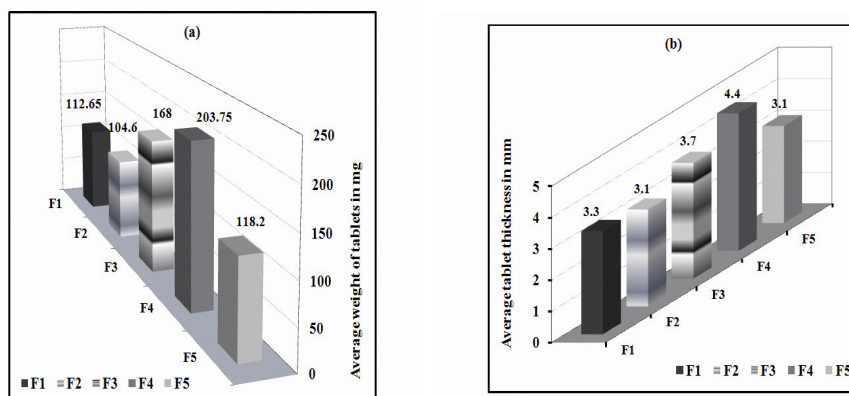 (a)
112.65
104.6
168
203.75
118.2
F1
F2
F3
F4
F5
250
200
150
100
50
0
Average weight of tablets in mg
F1 F2 F3 F4 F5
(b)
3.3
3.1
3.7
4.4
3.1
5
4
3
2
1
0
Average tablet thickness in mm
F1
F2
F3
F4
F5
F1 F2 F3 F4 F5